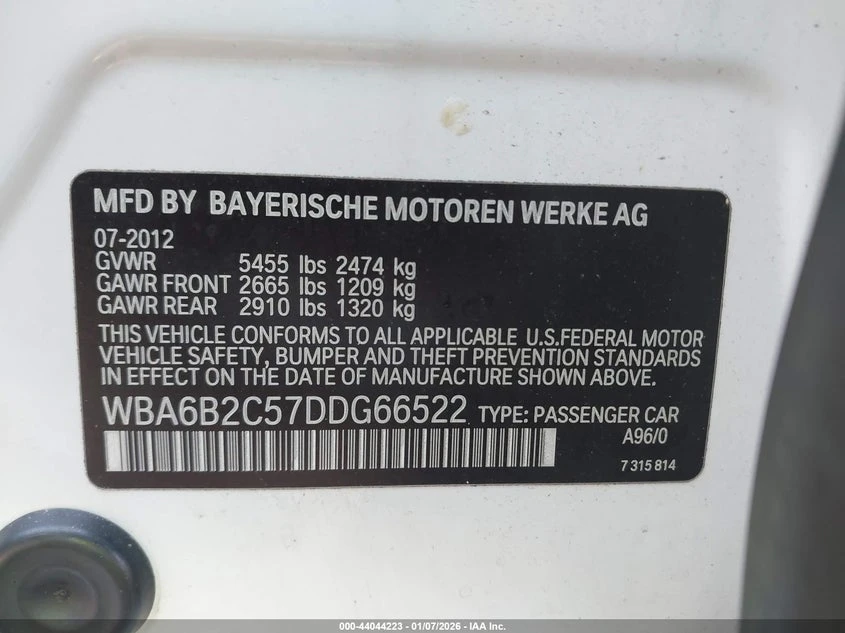 MFD BY BAYERISCHE MOTOREN WERKE AG
07-2012
GVWR 5455 lbs 2474 kg
GAWR FRONT 2665 lbs 1209 kg
GAWR REAR 2910 lbs 1320 kg
THIS VEHICLE CONFORMS TO ALL APPLICABLE U.S.FEDERAL MOTOR
VEHICLE SAFETY, BUMPER AND THEFT PREVENTION STANDARDS
IN EFFECT ON THE DATE OF MANUFACTURE SHOWN ABOVE.
WBA6B2C57DDG66522 TYPE: PASSENGER CAR
A96/0
7 315 814
000-44044223 | 01/07/2026 - IAA Inc.